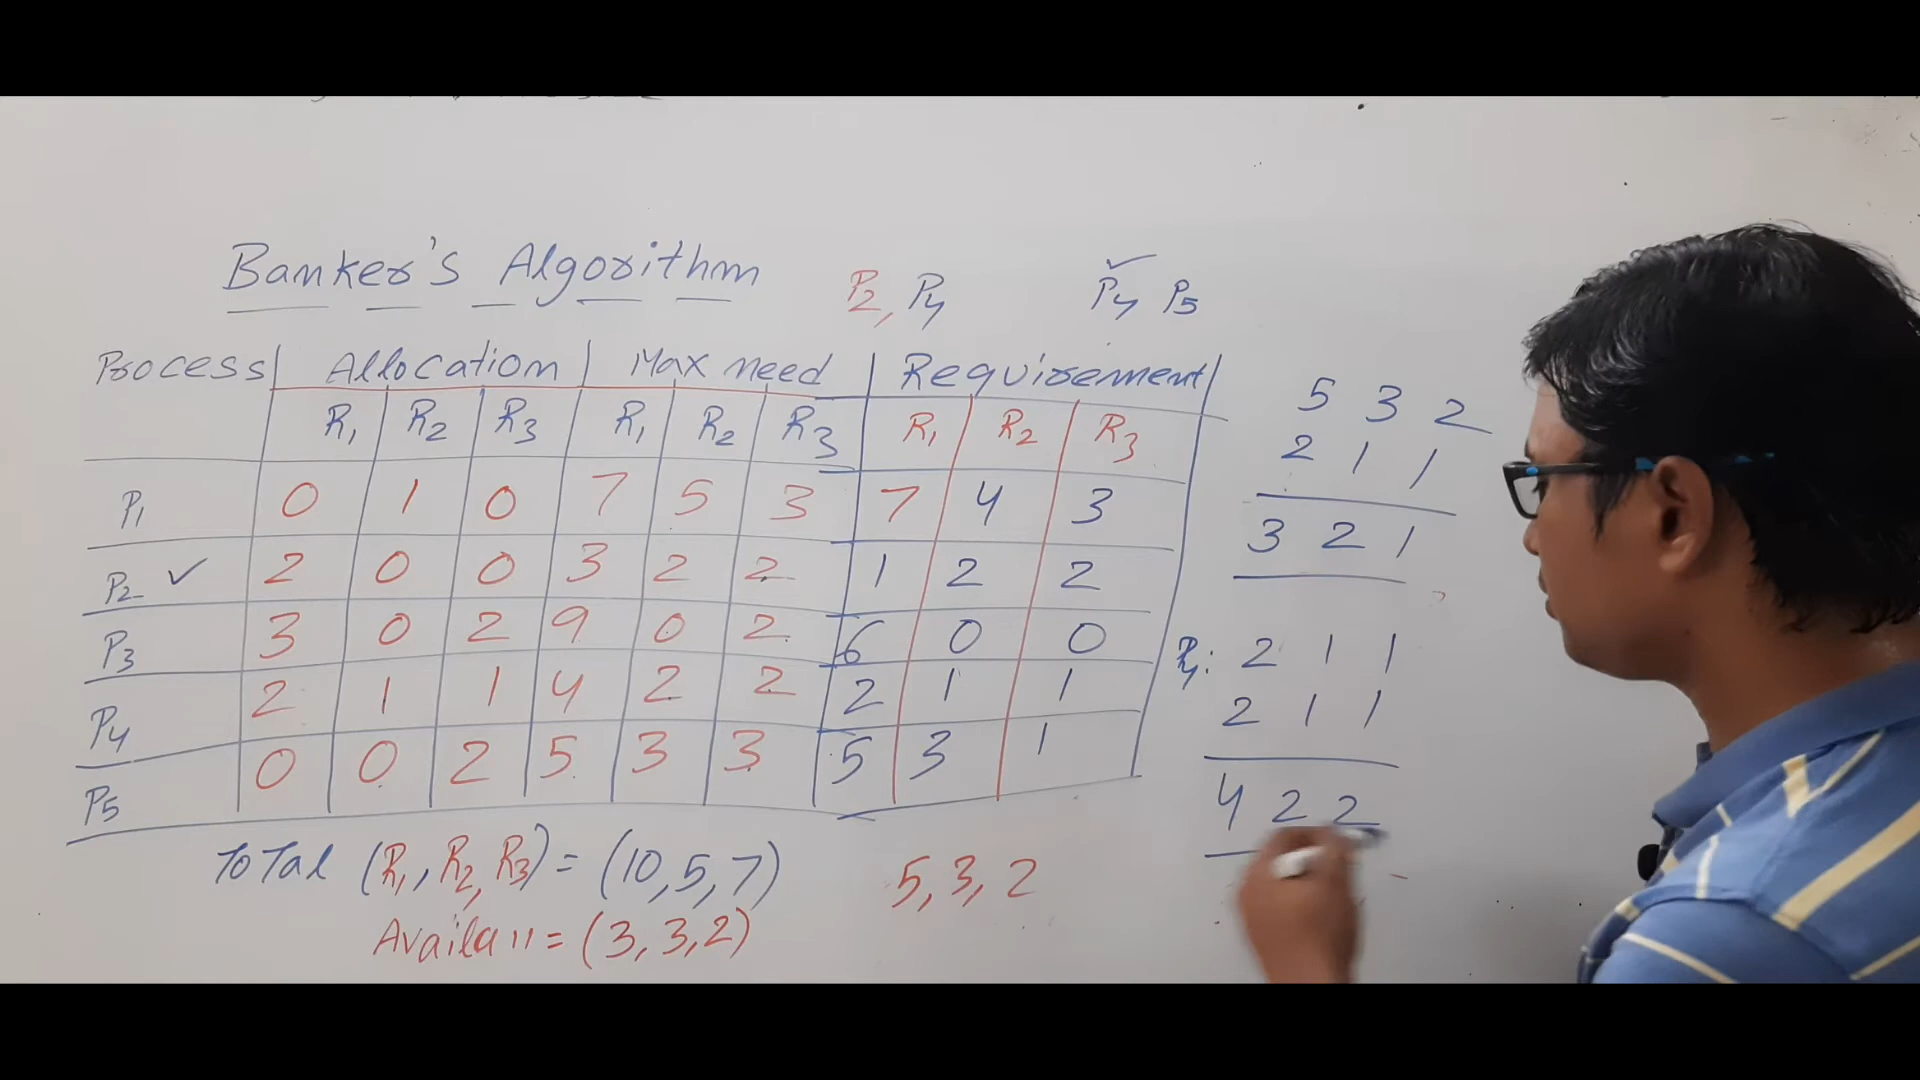 Banker's Algorithm
P2, P4
P4 P5
Process Allocation Max need Requirement
R1 R2 R3 R1 R2 R3 R1 R2 R3
P1 0 1 0 7 5 3 7 4 3
P2 ✓ 2 0 0 3 2 2 1 2 2
P3 3 0 2 9 0 2 6 0 0
P4 2 1 1 4 2 2 2 1 1
P5 0 0 2 5 3 3 5 3 1
Total (R1, R2, R3) = (10, 5, 7)
Availa = (3, 3, 2)
5, 3, 2
5 3 2
2 1 1
3 2 1
P4: 2 1 1
2 1 1
4 2 2